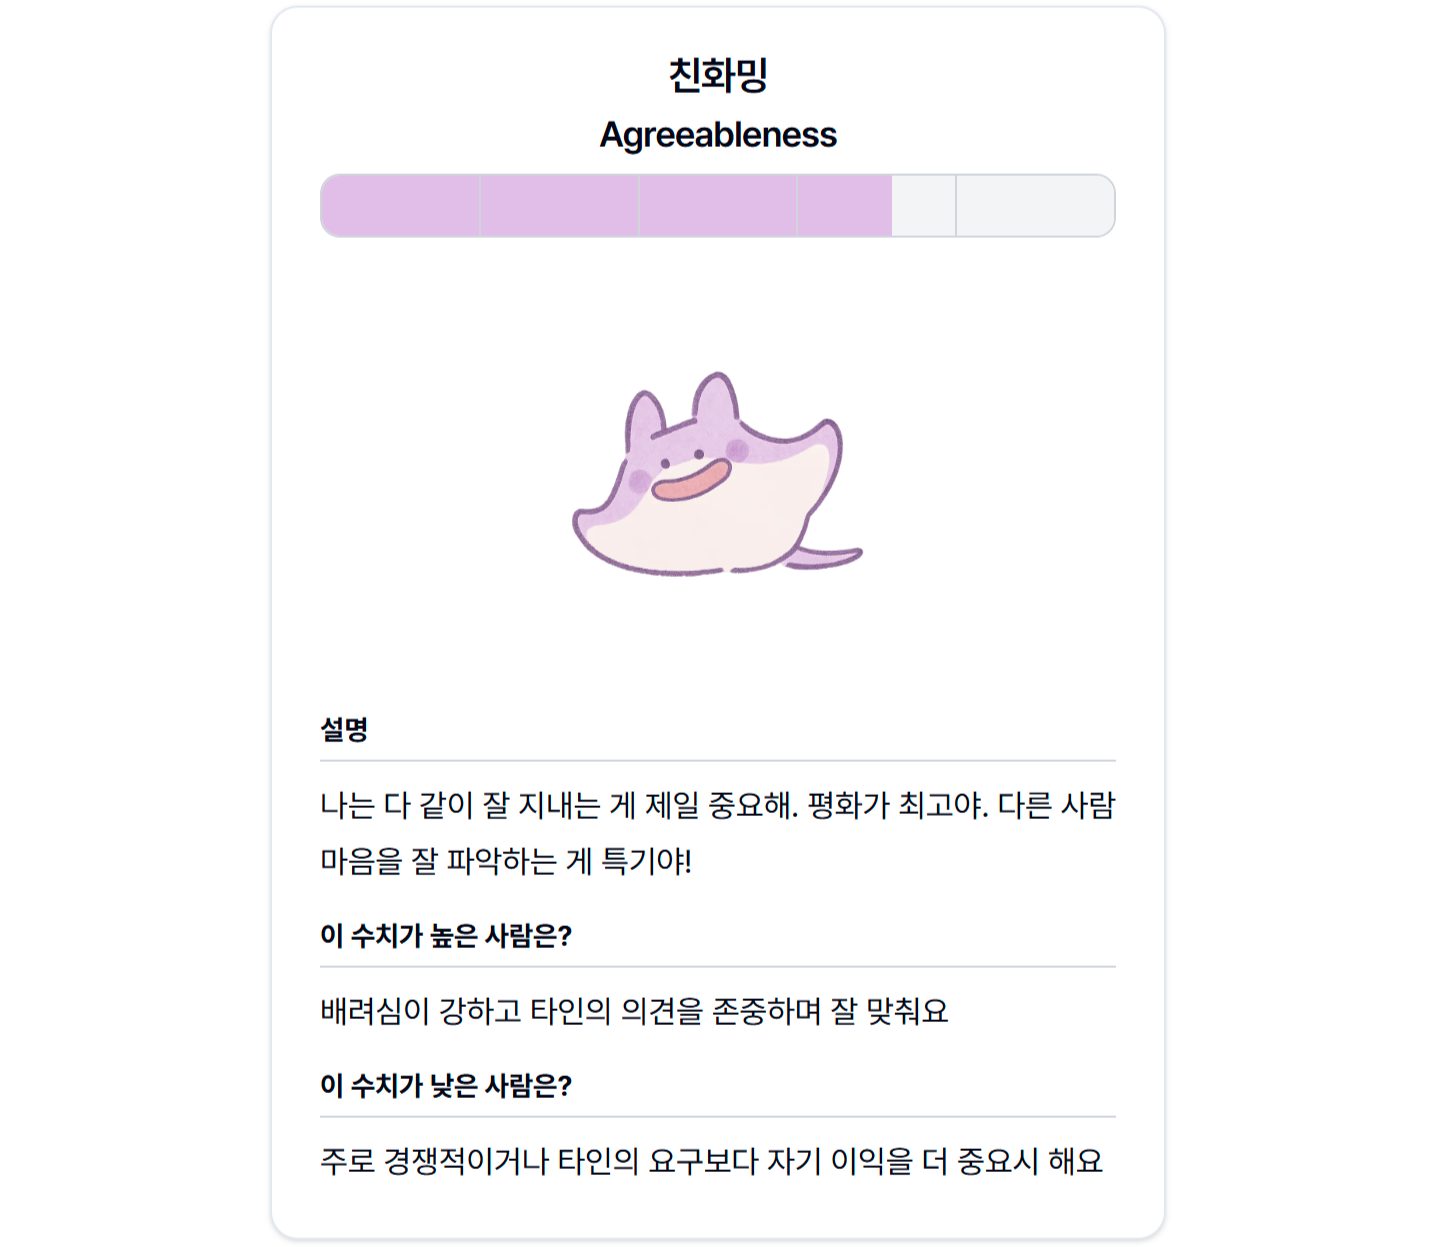 친화밍
Agreeableness
설명
나는 다 같이 잘 지내는 게 제일 중요해. 평화가 최고야. 다른 사람
마음을 잘 파악하는 게 특기야!
이 수치가 높은 사람은?
배려심이 강하고 타인의 의견을 존중하며 잘 맞춰요
이 수치가 낮은 사람은?
주로 경쟁적이거나 타인의 요구보다 자기 이익을 더 중요시 해요